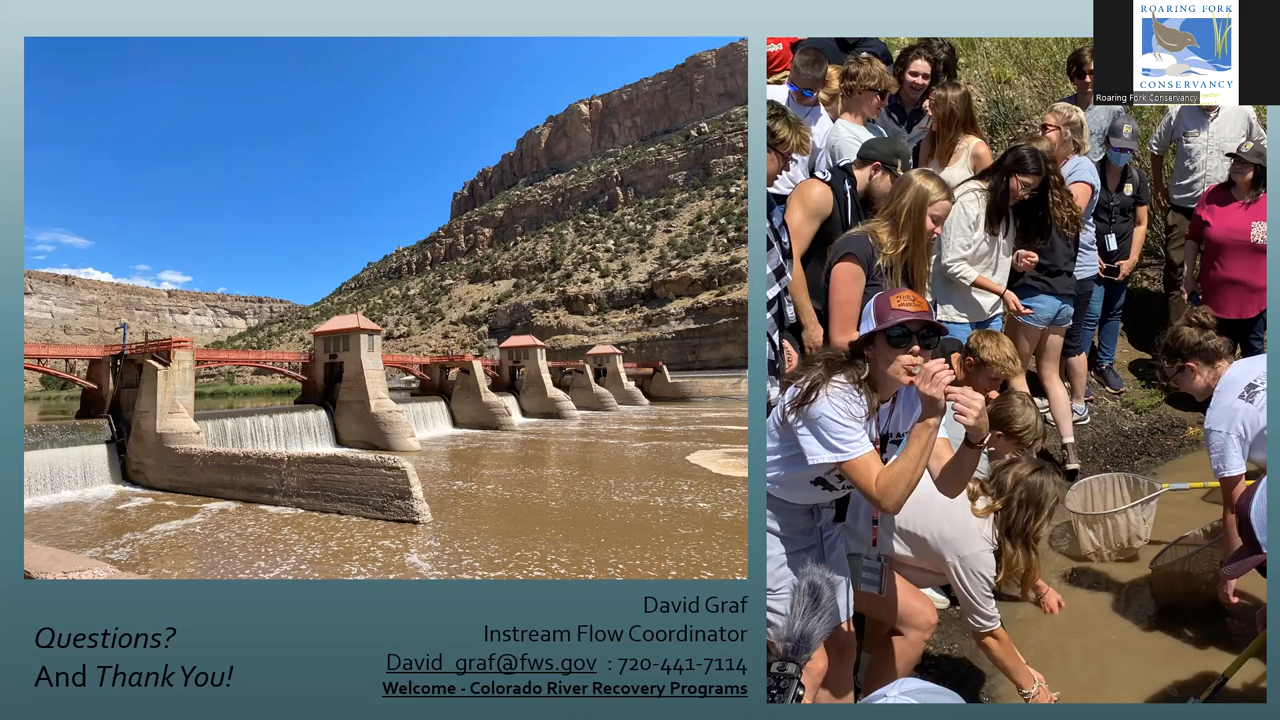 ROARING FORK
CONSERVANCY
Roaring Fork Conservancy
David Graf
Instream Flow Coordinator
David_graf@fws.gov : 720-441-7114
Welcome - Colorado River Recovery Programs
Questions?
And Thank You!